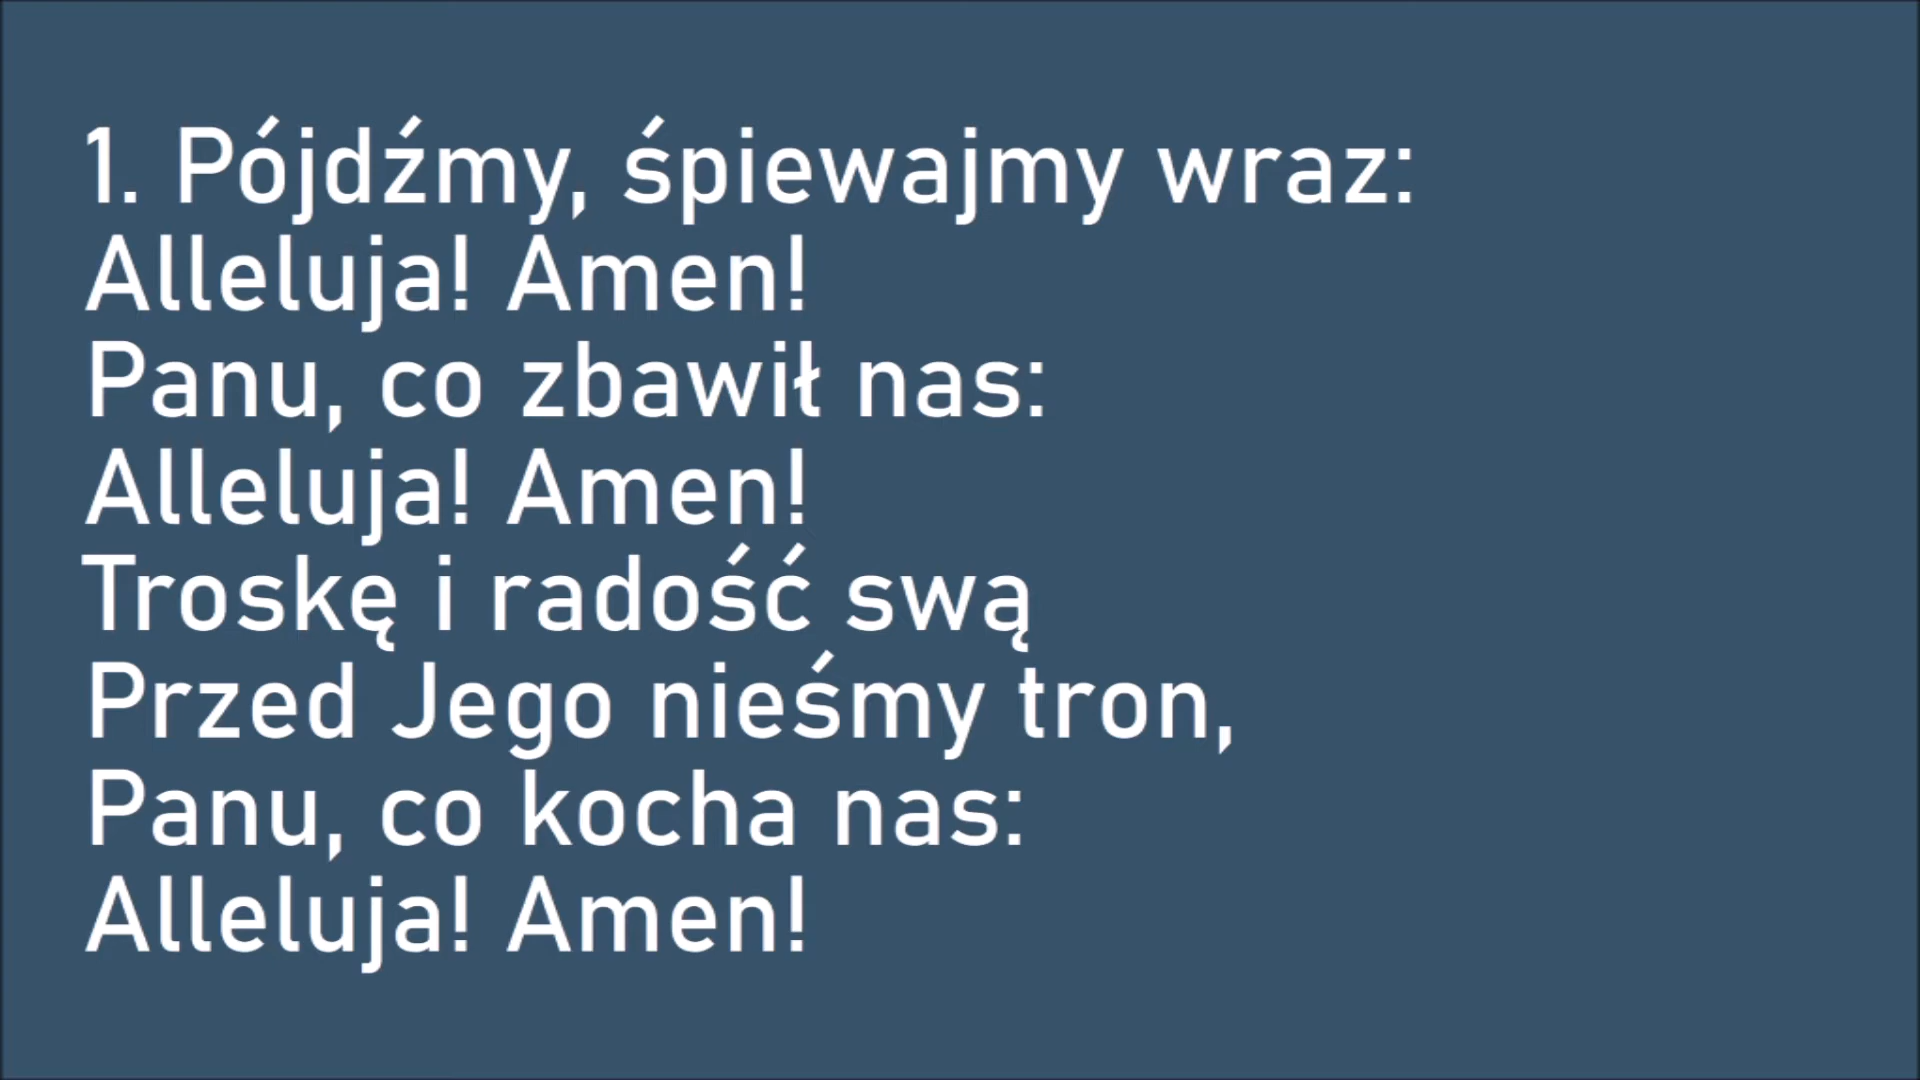 1. Pójdźmy, śpiewajmy wraz:
Alleluja! Amen!
Panu, co zbawił nas:
Alleluja! Amen!
Troskę i radość swą
Przed Jego nieśmy tron,
Panu, co kocha nas:
Alleluja! Amen!